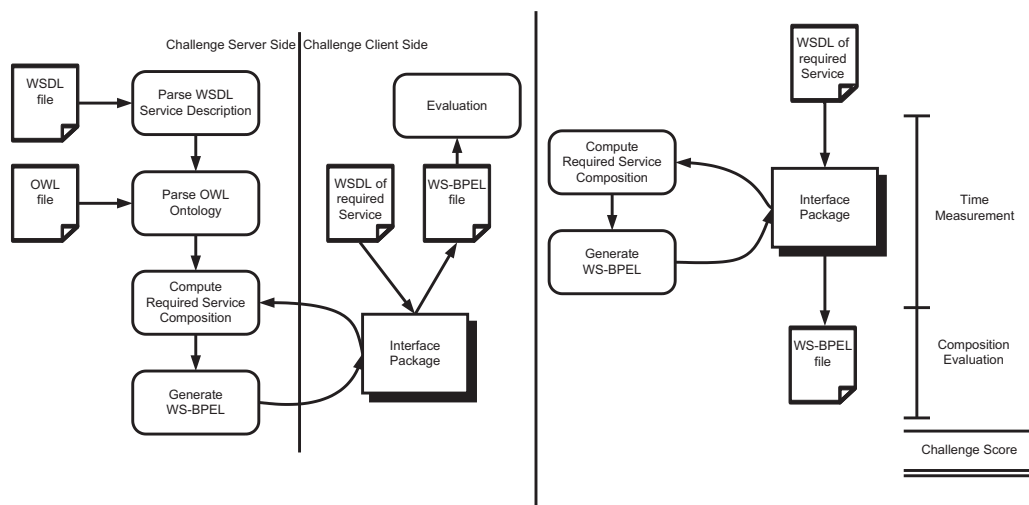 Challenge Server Side
Challenge Client Side
WSDL
file
Parse WSDL
Service Description
OWL
file
Parse OWL
Ontology
Compute
Required Service
Composition
Generate
WS-BPEL
Evaluation
WSDL of
required
Service
WS-BPEL
file
Interface
Package
WSDL of
required
Service
Compute
Required Service
Composition
Generate
WS-BPEL
Interface
Package
WS-BPEL
file
Time
Measurement
Composition
Evaluation
Challenge Score